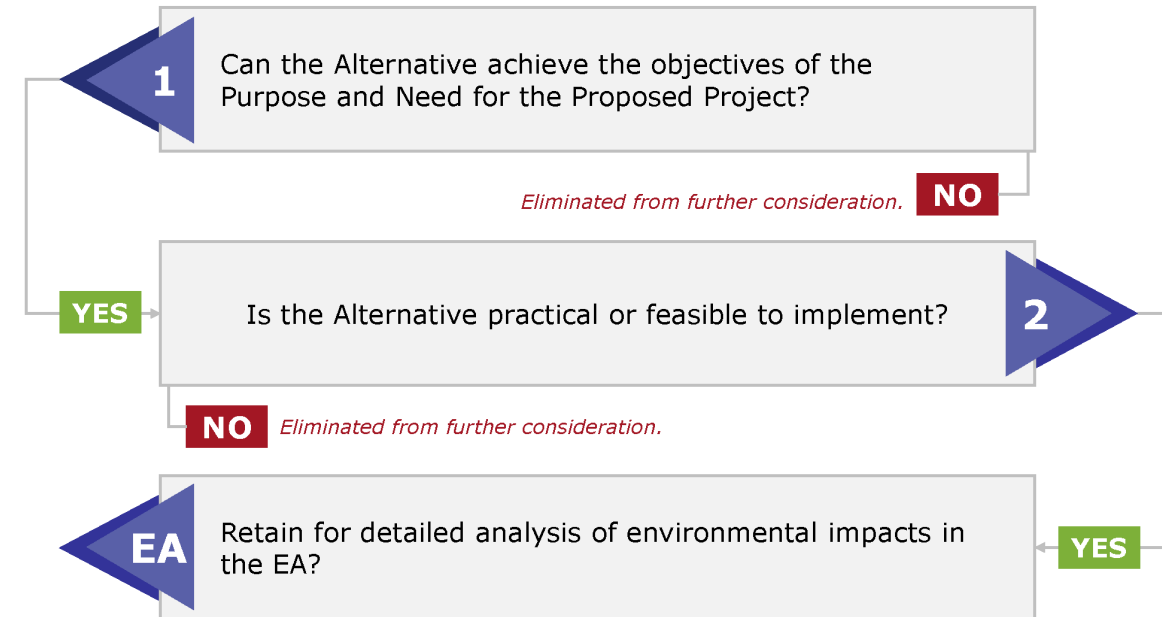 1
Can the Alternative achieve the objectives of the
Purpose and Need for the Proposed Project?
Eliminated from further consideration.
NO
YES
Is the Alternative practical or feasible to implement?
2
NO
Eliminated from further consideration.
EA
Retain for detailed analysis of environmental impacts in
the EA?
YES